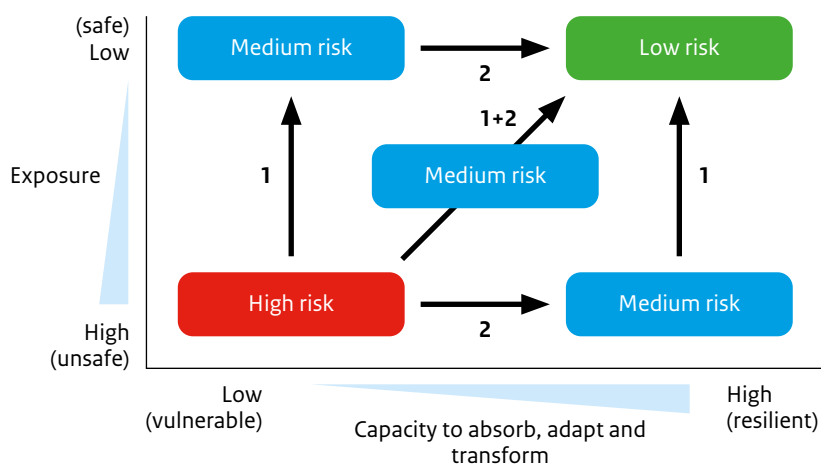 (safe)
Low
Medium risk
2
Low risk
1+2
Exposure
1
Medium risk
1
High risk
2
Medium risk
High
(unsafe)
Low
(vulnerable)
High
(resilient)
Capacity to absorb, adapt and
transform